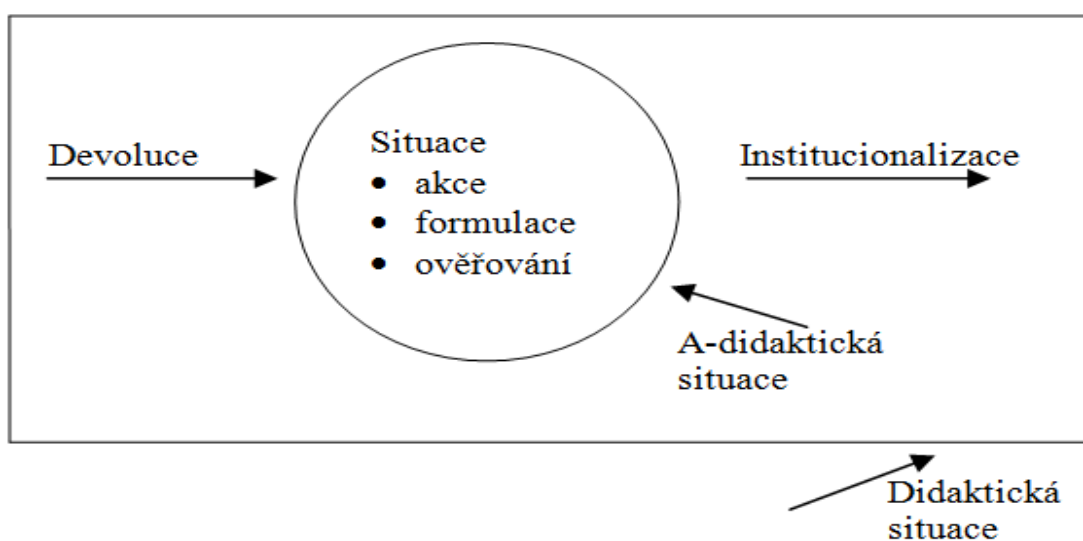 Devoluce
Situace
• akce
• formulace
• ověřování
Institucionalizace
A-didaktická
situace
Didaktická
situace